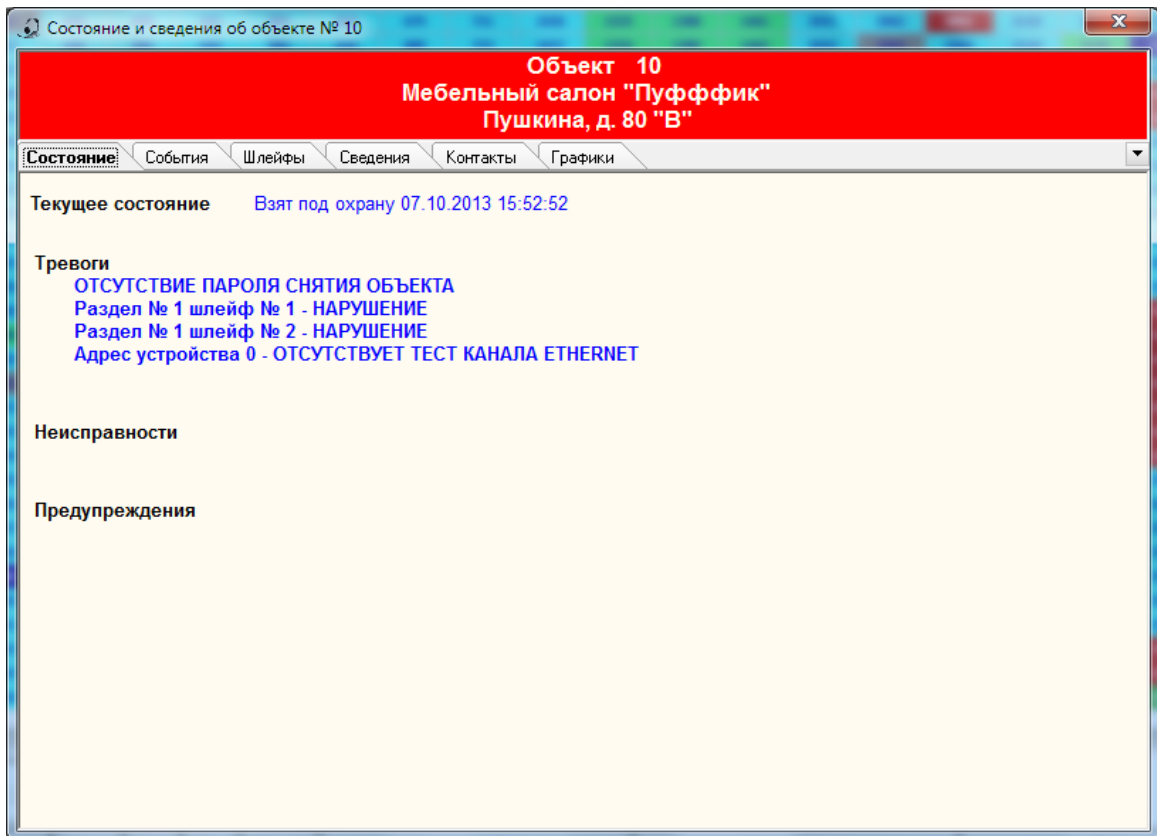 Состояние и сведения об объекте № 10
Объект 10
Мебельный салон "Пуфффик"
Пушкина, д. 80 "В"
Состояние События Шлейфы Сведения Контакты Графики
Текущее состояние Взят под охрану 07.10.2013 15:52:52
Тревоги
ОТСУТСТВИЕ ПАРОЛЯ СНЯТИЯ ОБЪЕКТА
Раздел № 1 шлейф № 1 - НАРУШЕНИЕ
Раздел № 1 шлейф № 2 - НАРУШЕНИЕ
Адрес устройства 0 - ОТСУТСТВУЕТ ТЕСТ КАНАЛА ETHERNET
Неисправности
Предупреждения